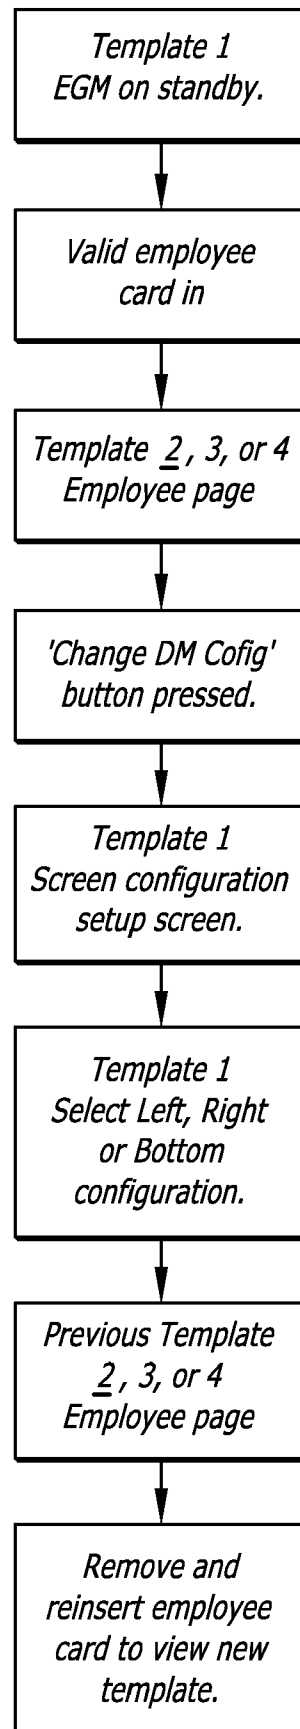 Template 1
EGM on standby.
Valid employee
card in
Template 2, 3, or 4
Employee page
'Change DM Cofig'
button pressed.
Template 1
Screen configuration
setup screen.
Template 1
Select Left, Right
or Bottom
configuration.
Previous Template
2, 3, or 4
Employee page
Remove and
reinsert employee
card to view new
template.